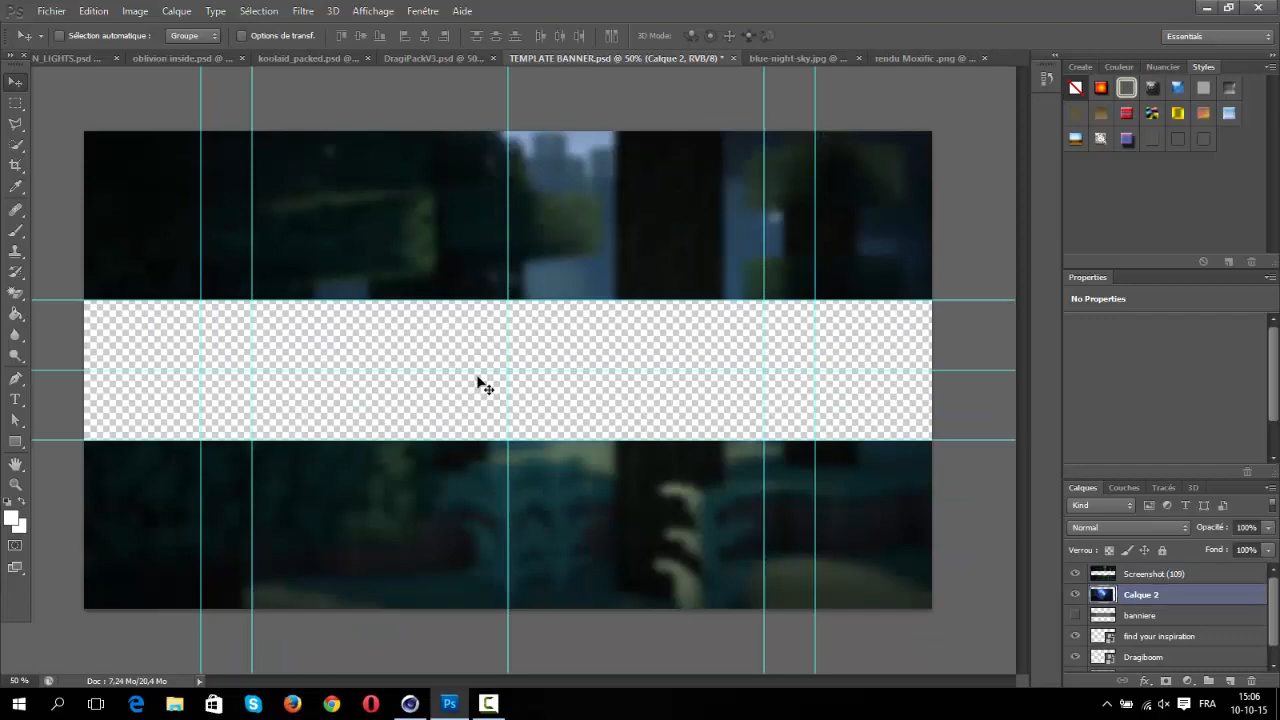 Ps Fichier Edition Image Calque Type Sélection Filtre 3D Affichage Fenêtre Aide
Sélection automatique : Groupe Options de transf. 3D Mode: Essentials
N_LIGHTS.psd ... × oblivion inside.psd @ ... × koolaid_packed.psd @... × DragiPackV3.psd @ 50... × TEMPLATE BANNER.psd @ 50% (Calque 2, RVB/8) * × blue-night-sky.jpg @ ... × rendu Moxific .png @ ... ×
Create Couleur Nuancier Styles
Properties
No Properties
Calques Couches Tracés 3D
Kind
Normal Opacité : 100%
Verrou : Fond : 100%
Screenshot (109)
Calque 2
banniere
find your inspiration
Dragiboom
50 % Doc : 7,24 Mo/20,4 Mo
15:06
FRA
10-10-15